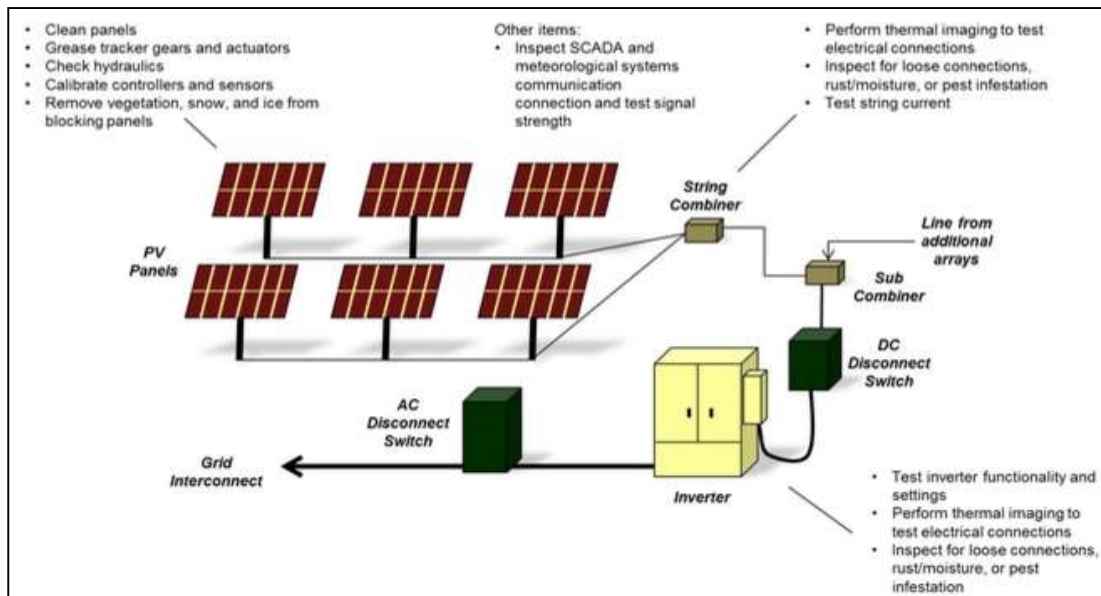 • Clean panels
• Grease tracker gears and actuators
• Check hydraulics
• Calibrate controllers and sensors
• Remove vegetation, snow, and ice from
blocking panels
Other items:
• Inspect SCADA and
meteorological systems
communication
connection and test signal
strength
• Perform thermal imaging to test
electrical connections
• Inspect for loose connections,
rust/moisture, or pest infestation
• Test string current
String
Combiner
Line from
additional
arrays
PV
Panels
Sub
Combiner
DC
Disconnect
Switch
AC
Disconnect
Switch
Grid
Interconnect
Inverter
• Test inverter functionality and
settings
• Perform thermal imaging to
test electrical connections
• Inspect for loose connections,
rust/moisture, or pest
infestation